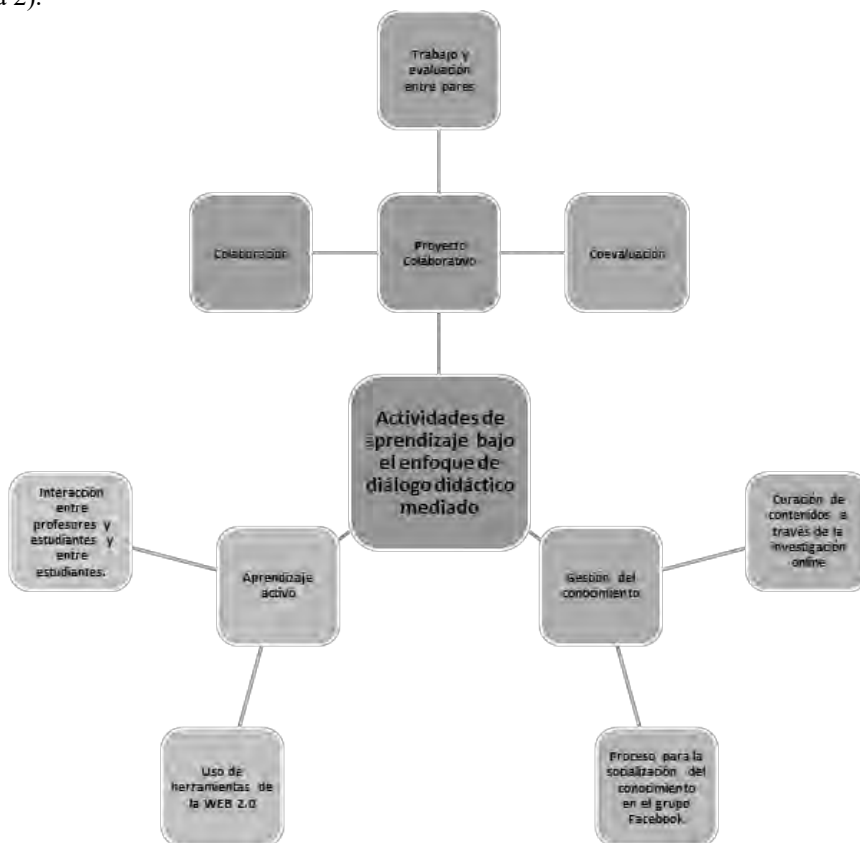 a 2).
Trabajo y
evaluación
entre pares
Colaboración
Proyecto
Colaborativo
Coevaluación
Actividades de
aprendizaje bajo
el enfoque de
diálogo didáctico
mediado
Interacción
entre
profesores y
estudiantes y
entre
estudiantes.
Aprendizaje
activo
Gestión del
conocimiento
Curación de
contenidos a
través de la
investigación
online
Uso de
herramientas de
la WEB 2.0
Proceso para la
socialización del
conocimiento
en el grupo
Facebook.